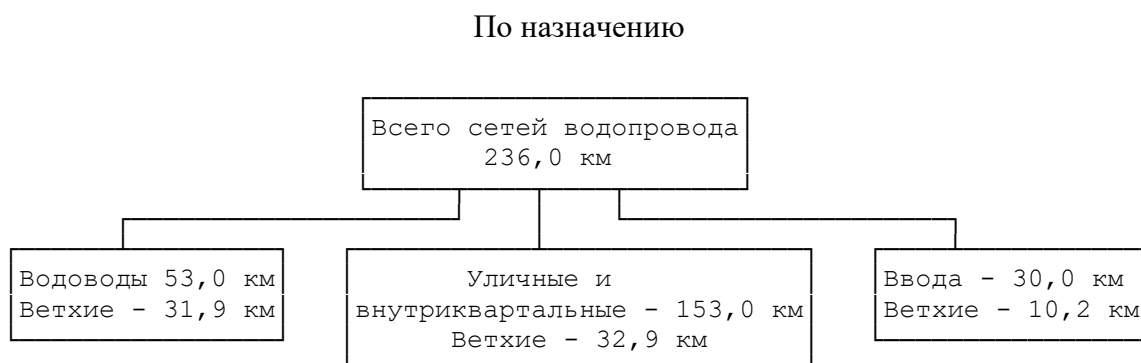 По назначению
Всего сетей водопровода
236,0 км
Водоводы 53,0 км
Ветхие - 31,9 км
Уличные и
внутриквартальные - 153,0 км
Ветхие - 32,9 км
Ввода - 30,0 км
Ветхие - 10,2 км